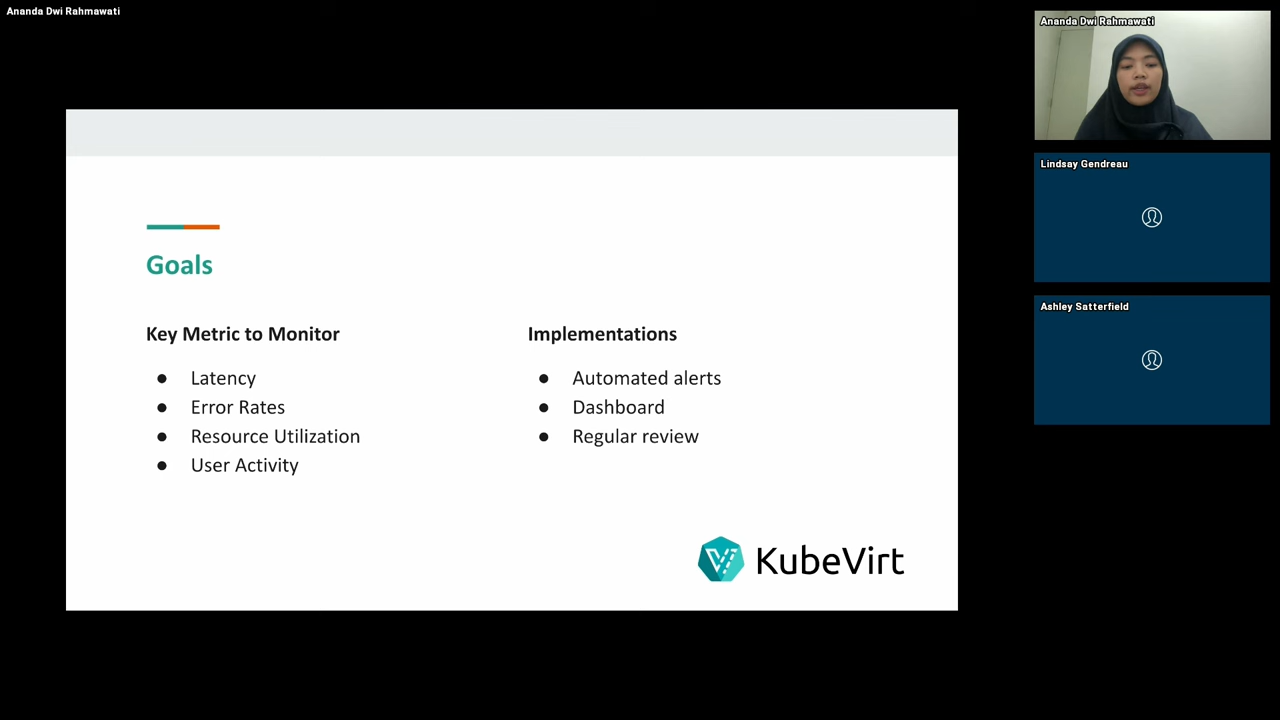 Ananda Dwi Rahmawati
Goals
Key Metric to Monitor
Latency
Error Rates
Resource Utilization
User Activity
Implementations
Automated alerts
Dashboard
Regular review
KubeVirt
Ananda Dwi Rahmawati
Lindsay Gendreau
Ashley Satterfield